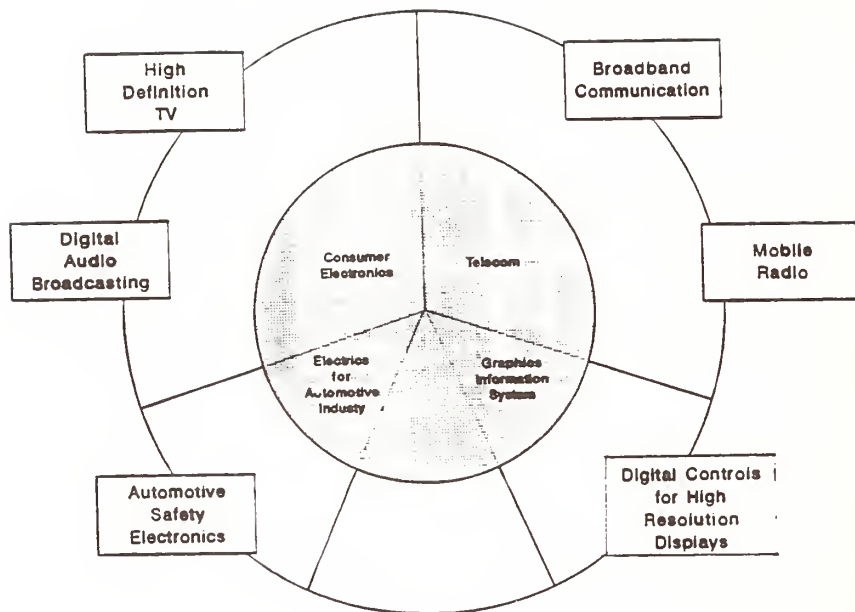 High
Definition
TV
Broadband
Communication
Digital
Audio
Broadcasting
Consumer
Electronics
Telecom
Mobile
Radio
Electrics
for
Automotive
Industy
Graphics
Information
System
Automotive
Safety
Electronics
Digital Controls
for High
Resolution
Displays